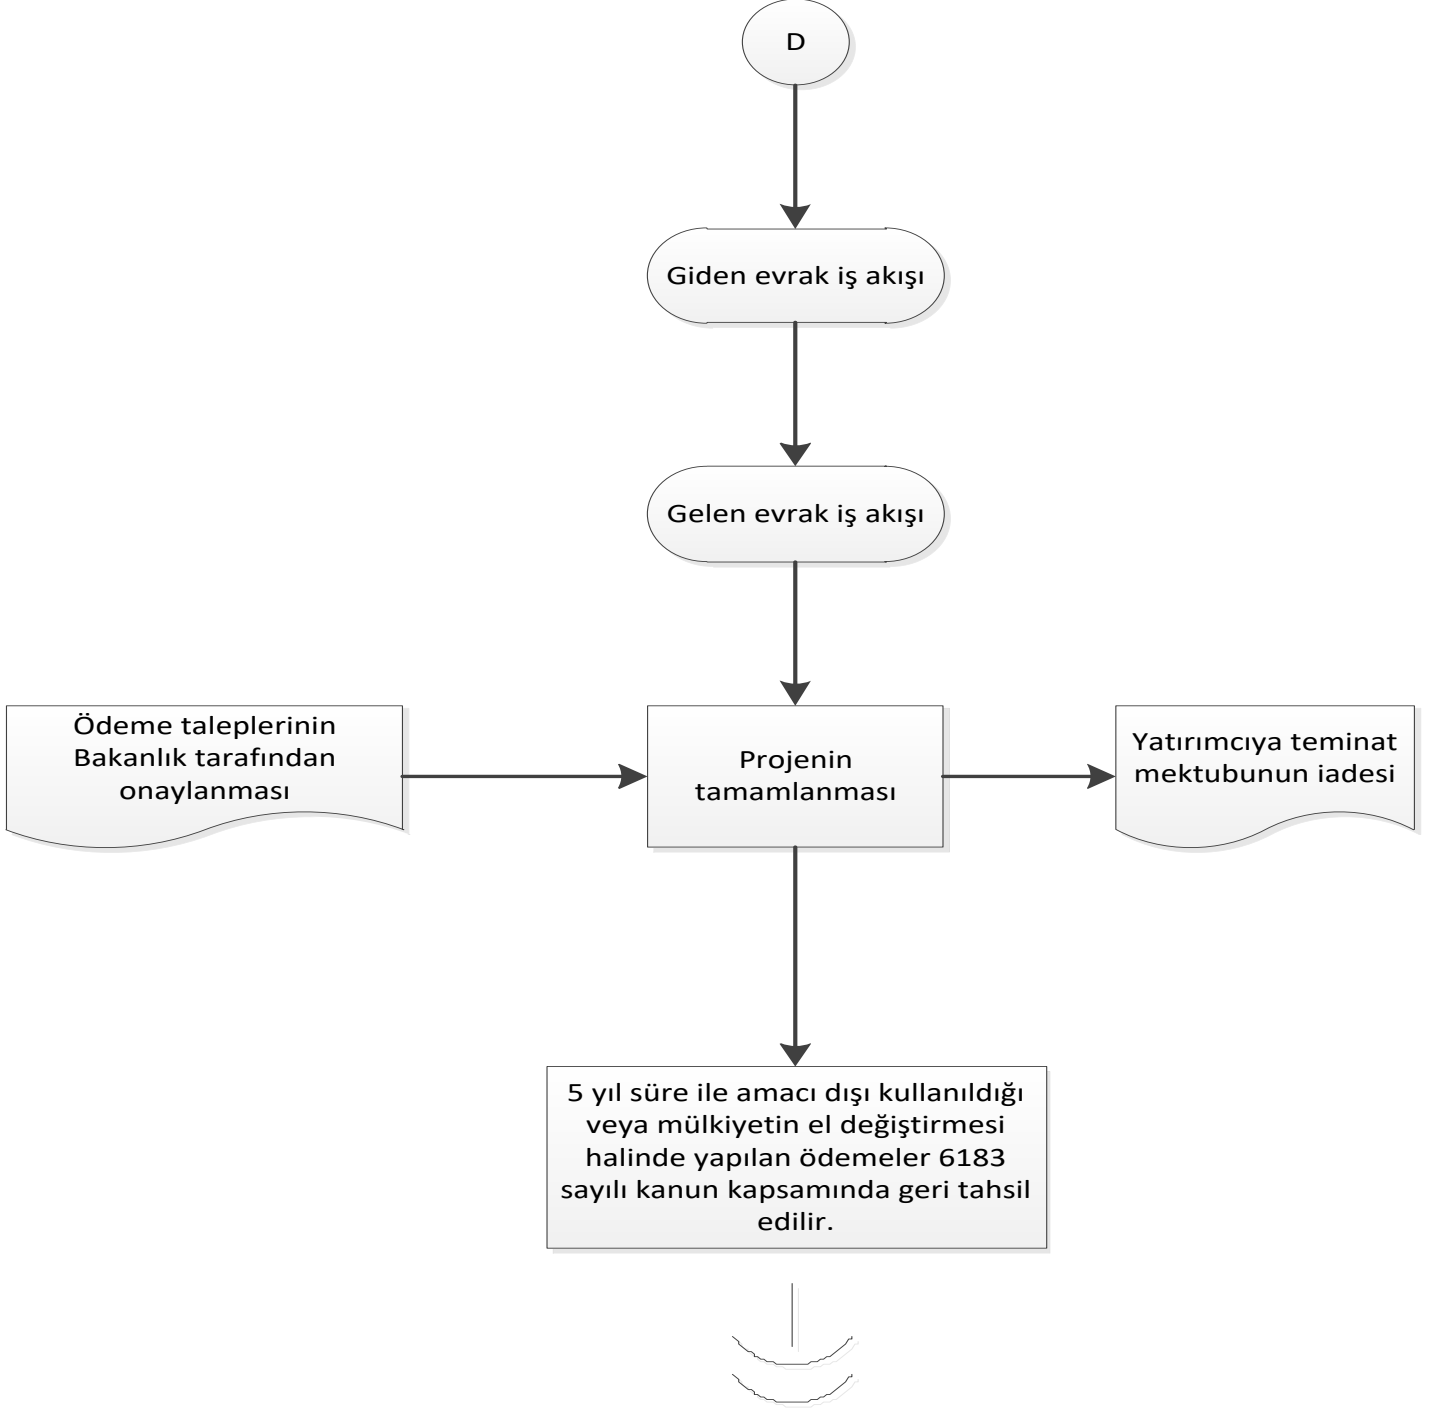 D
Giden evrak iş akışı
Gelen evrak iş akışı
Ödeme taleplerinin
Bakanlık tarafından
onaylanması
Projenin
tamamlanması
Yatırımcıya teminat
mektubunun iadesi
5 yıl süre ile amacı dışı kullanıldığı
veya mülkiyetin el değiştirmesi
halinde yapılan ödemeler 6183
sayılı kanun kapsamında geri tahsil
edilir.